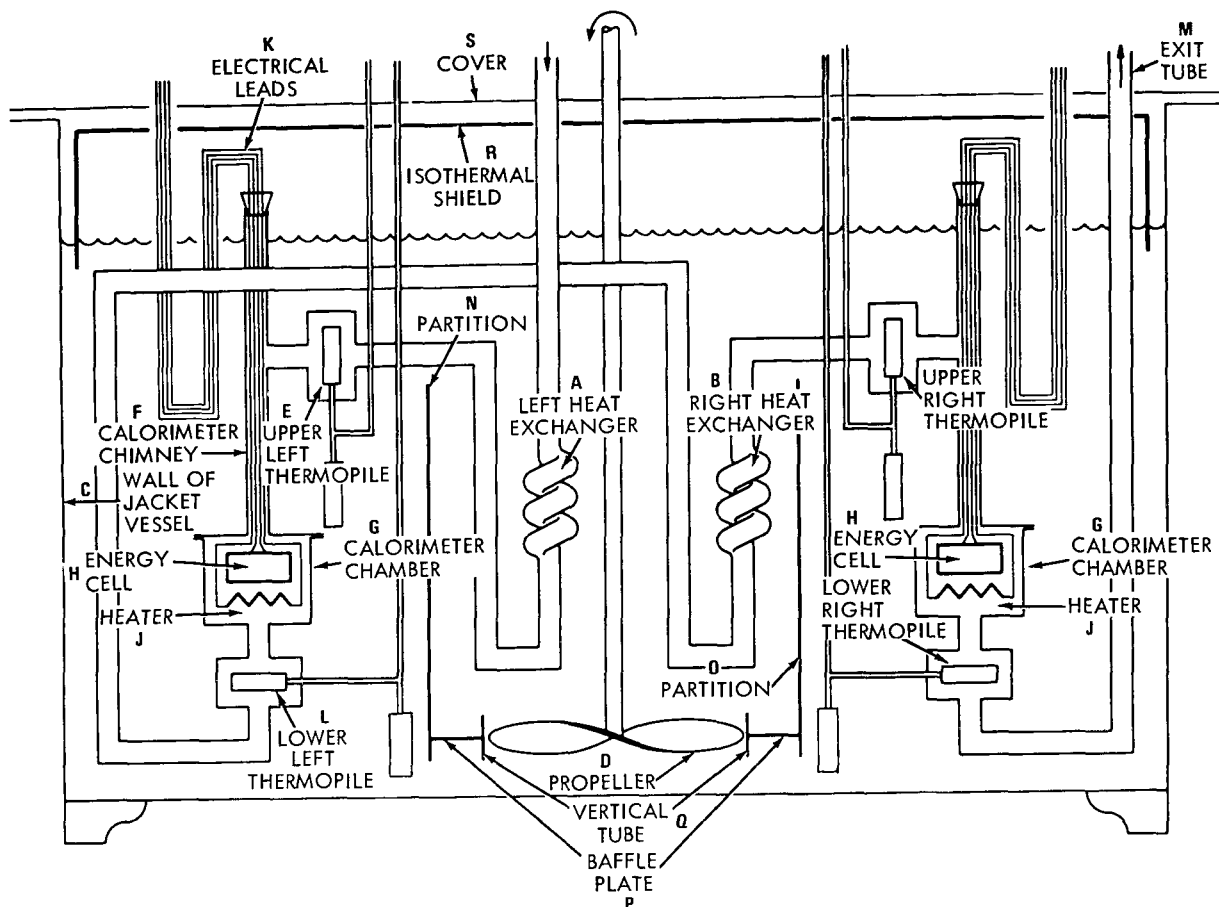 K
ELECTRICAL
LEADS
S
COVER
M
EXIT
TUBE
R
ISOTHERMAL
SHIELD
N
PARTITION
F
CALORIMETER
CHIMNEY
E
UPPER
LEFT
THERMOPILE
A
LEFT HEAT
EXCHANGER
B
RIGHT HEAT
EXCHANGER
I
UPPER
RIGHT
THERMOPILE
C
WALL OF
JACKET
VESSEL
G
CALORIMETER
CHAMBER
H
ENERGY
CELL
G
CALORIMETER
CHAMBER
ENERGY
CELL
H
HEATER
J
LOWER
RIGHT
THERMOPILE
HEATER
J
O
PARTITION
L
LOWER
LEFT
THERMOPILE
D
PROPELLER
VERTICAL
TUBE
Q
BAFFLE
PLATE
P